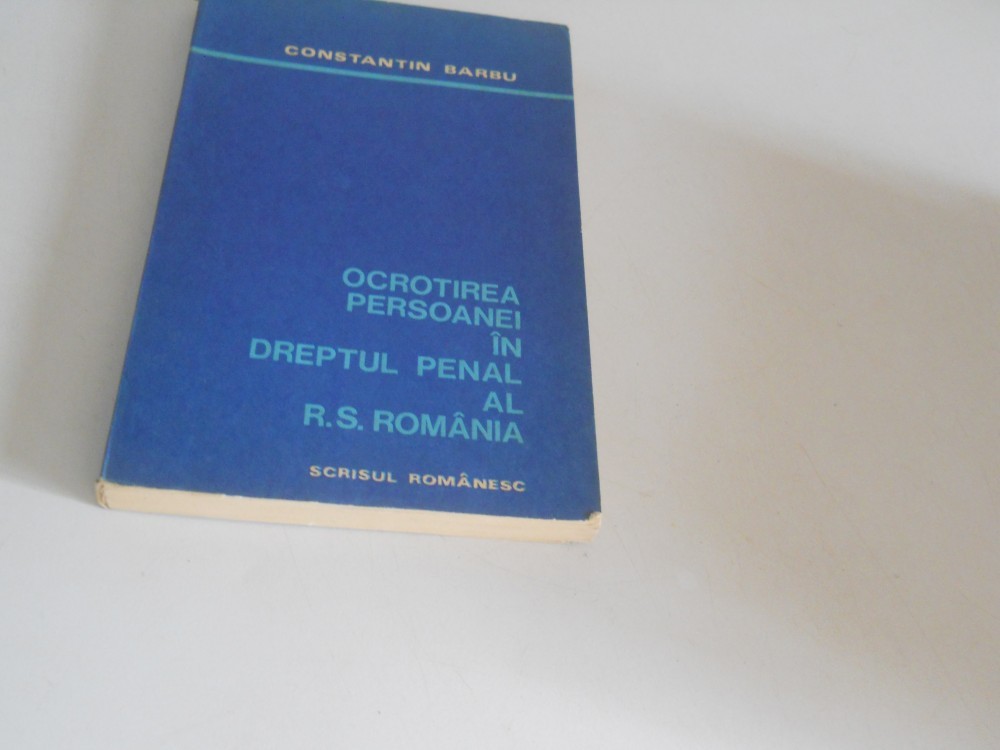 CONSTANTIN BARBU
OCROTIREA
PERSOANEI
ÎN
DREPTUL PENAL
AL
R.S. ROMÂNIA
SCRISUL ROMÂNESC